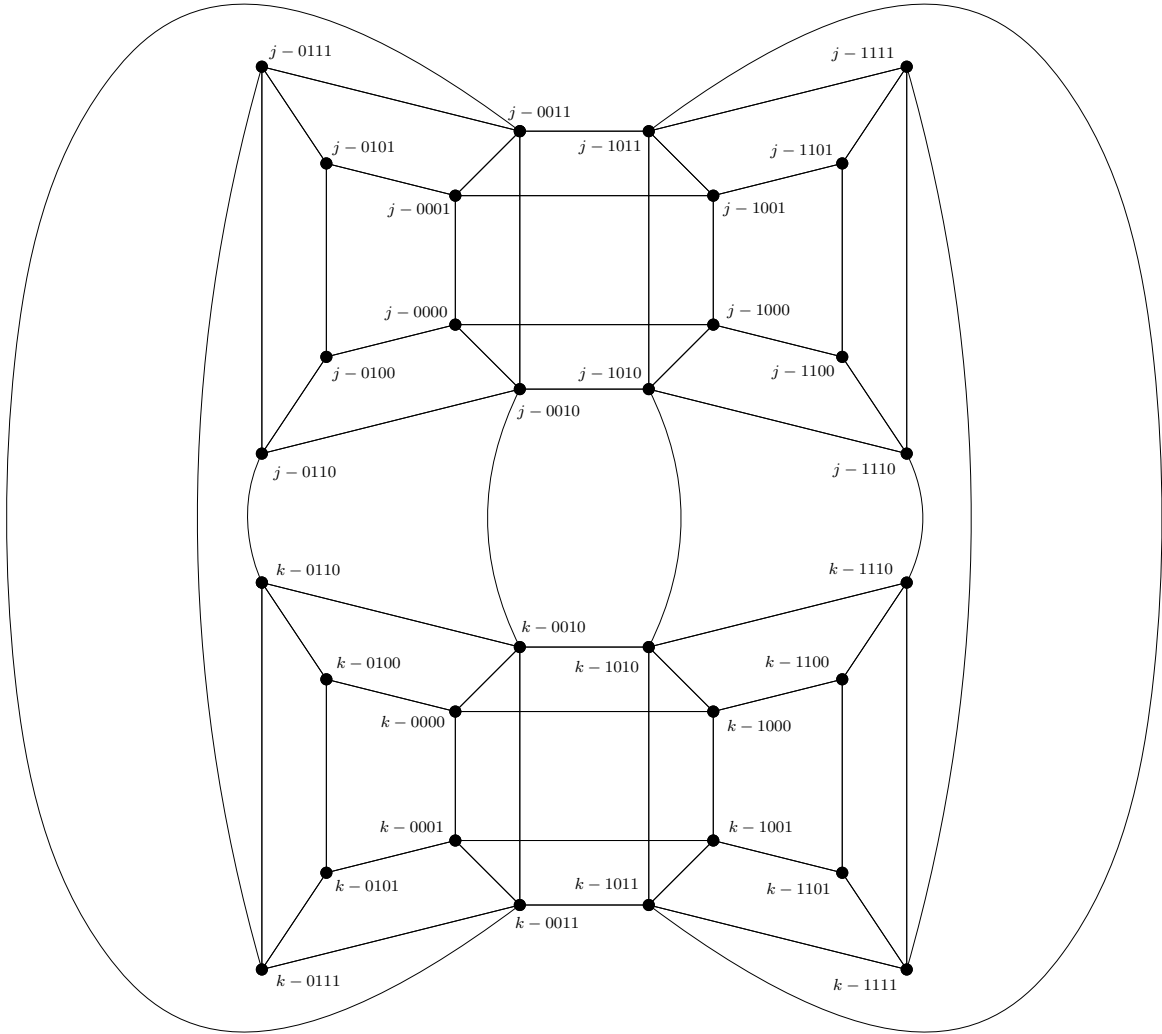 j − 0111
j − 1111
j − 0011
j − 1011
j − 0101
j − 1101
j − 0001
j − 1001
j − 0000
j − 1000
j − 0100
j − 1010
j − 1100
j − 0010
j − 0110
j − 1110
k − 0110
k − 1110
k − 0010
k − 1010
k − 0100
k − 1100
k − 0000
k − 1000
k − 0001
k − 1001
k − 0101
k − 1011
k − 1101
k − 0011
k − 0111
k − 1111